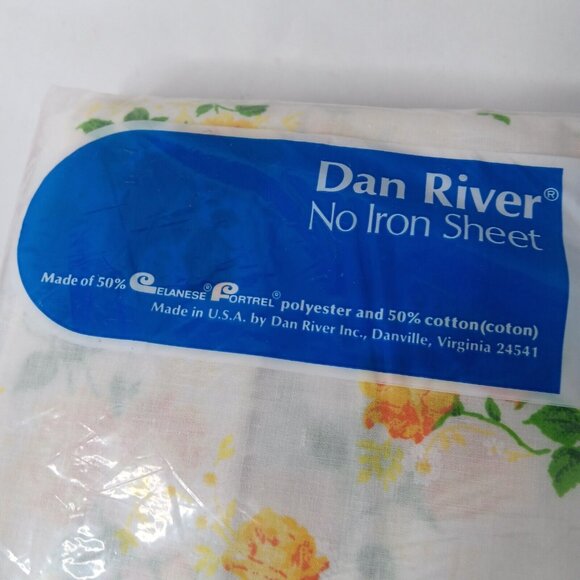 Dan River®
No Iron Sheet
Made of 50% CELANESE® FORTREL® polyester and 50% cotton(coton)
Made in U.S.A. by Dan River Inc., Danville, Virginia 24541